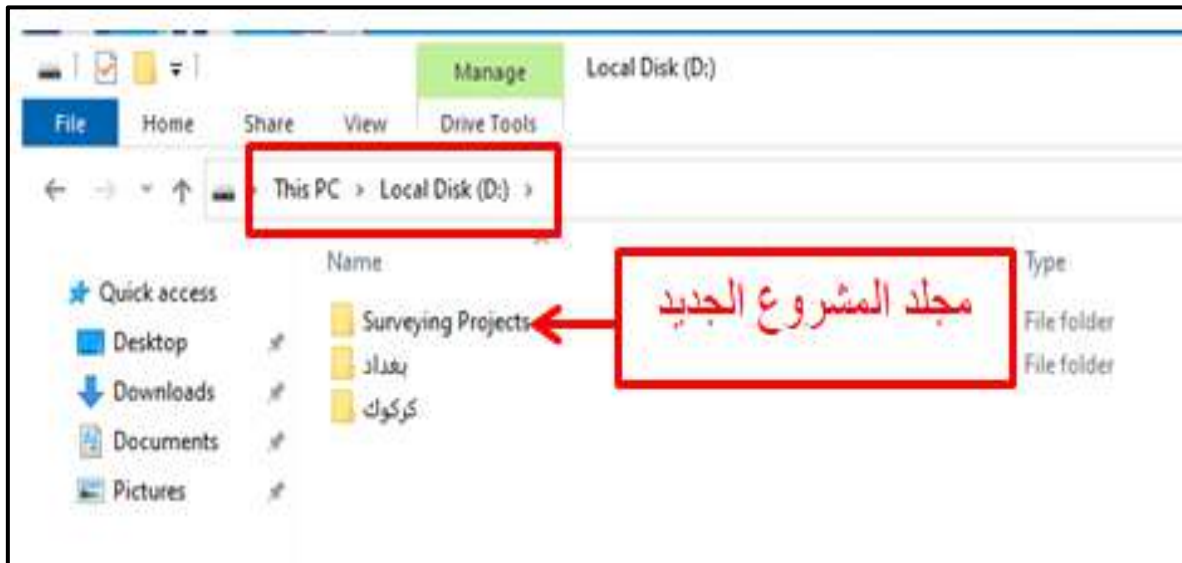 Manage
Local Disk (D:)
File Home Share View Drive Tools
This PC > Local Disk (D:) >
Name
Type
Quick access
Desktop
Downloads
Documents
Pictures
Surveying Projects
بغداد
كركوك
مجلد المشروع الجديد
File folder
File folder